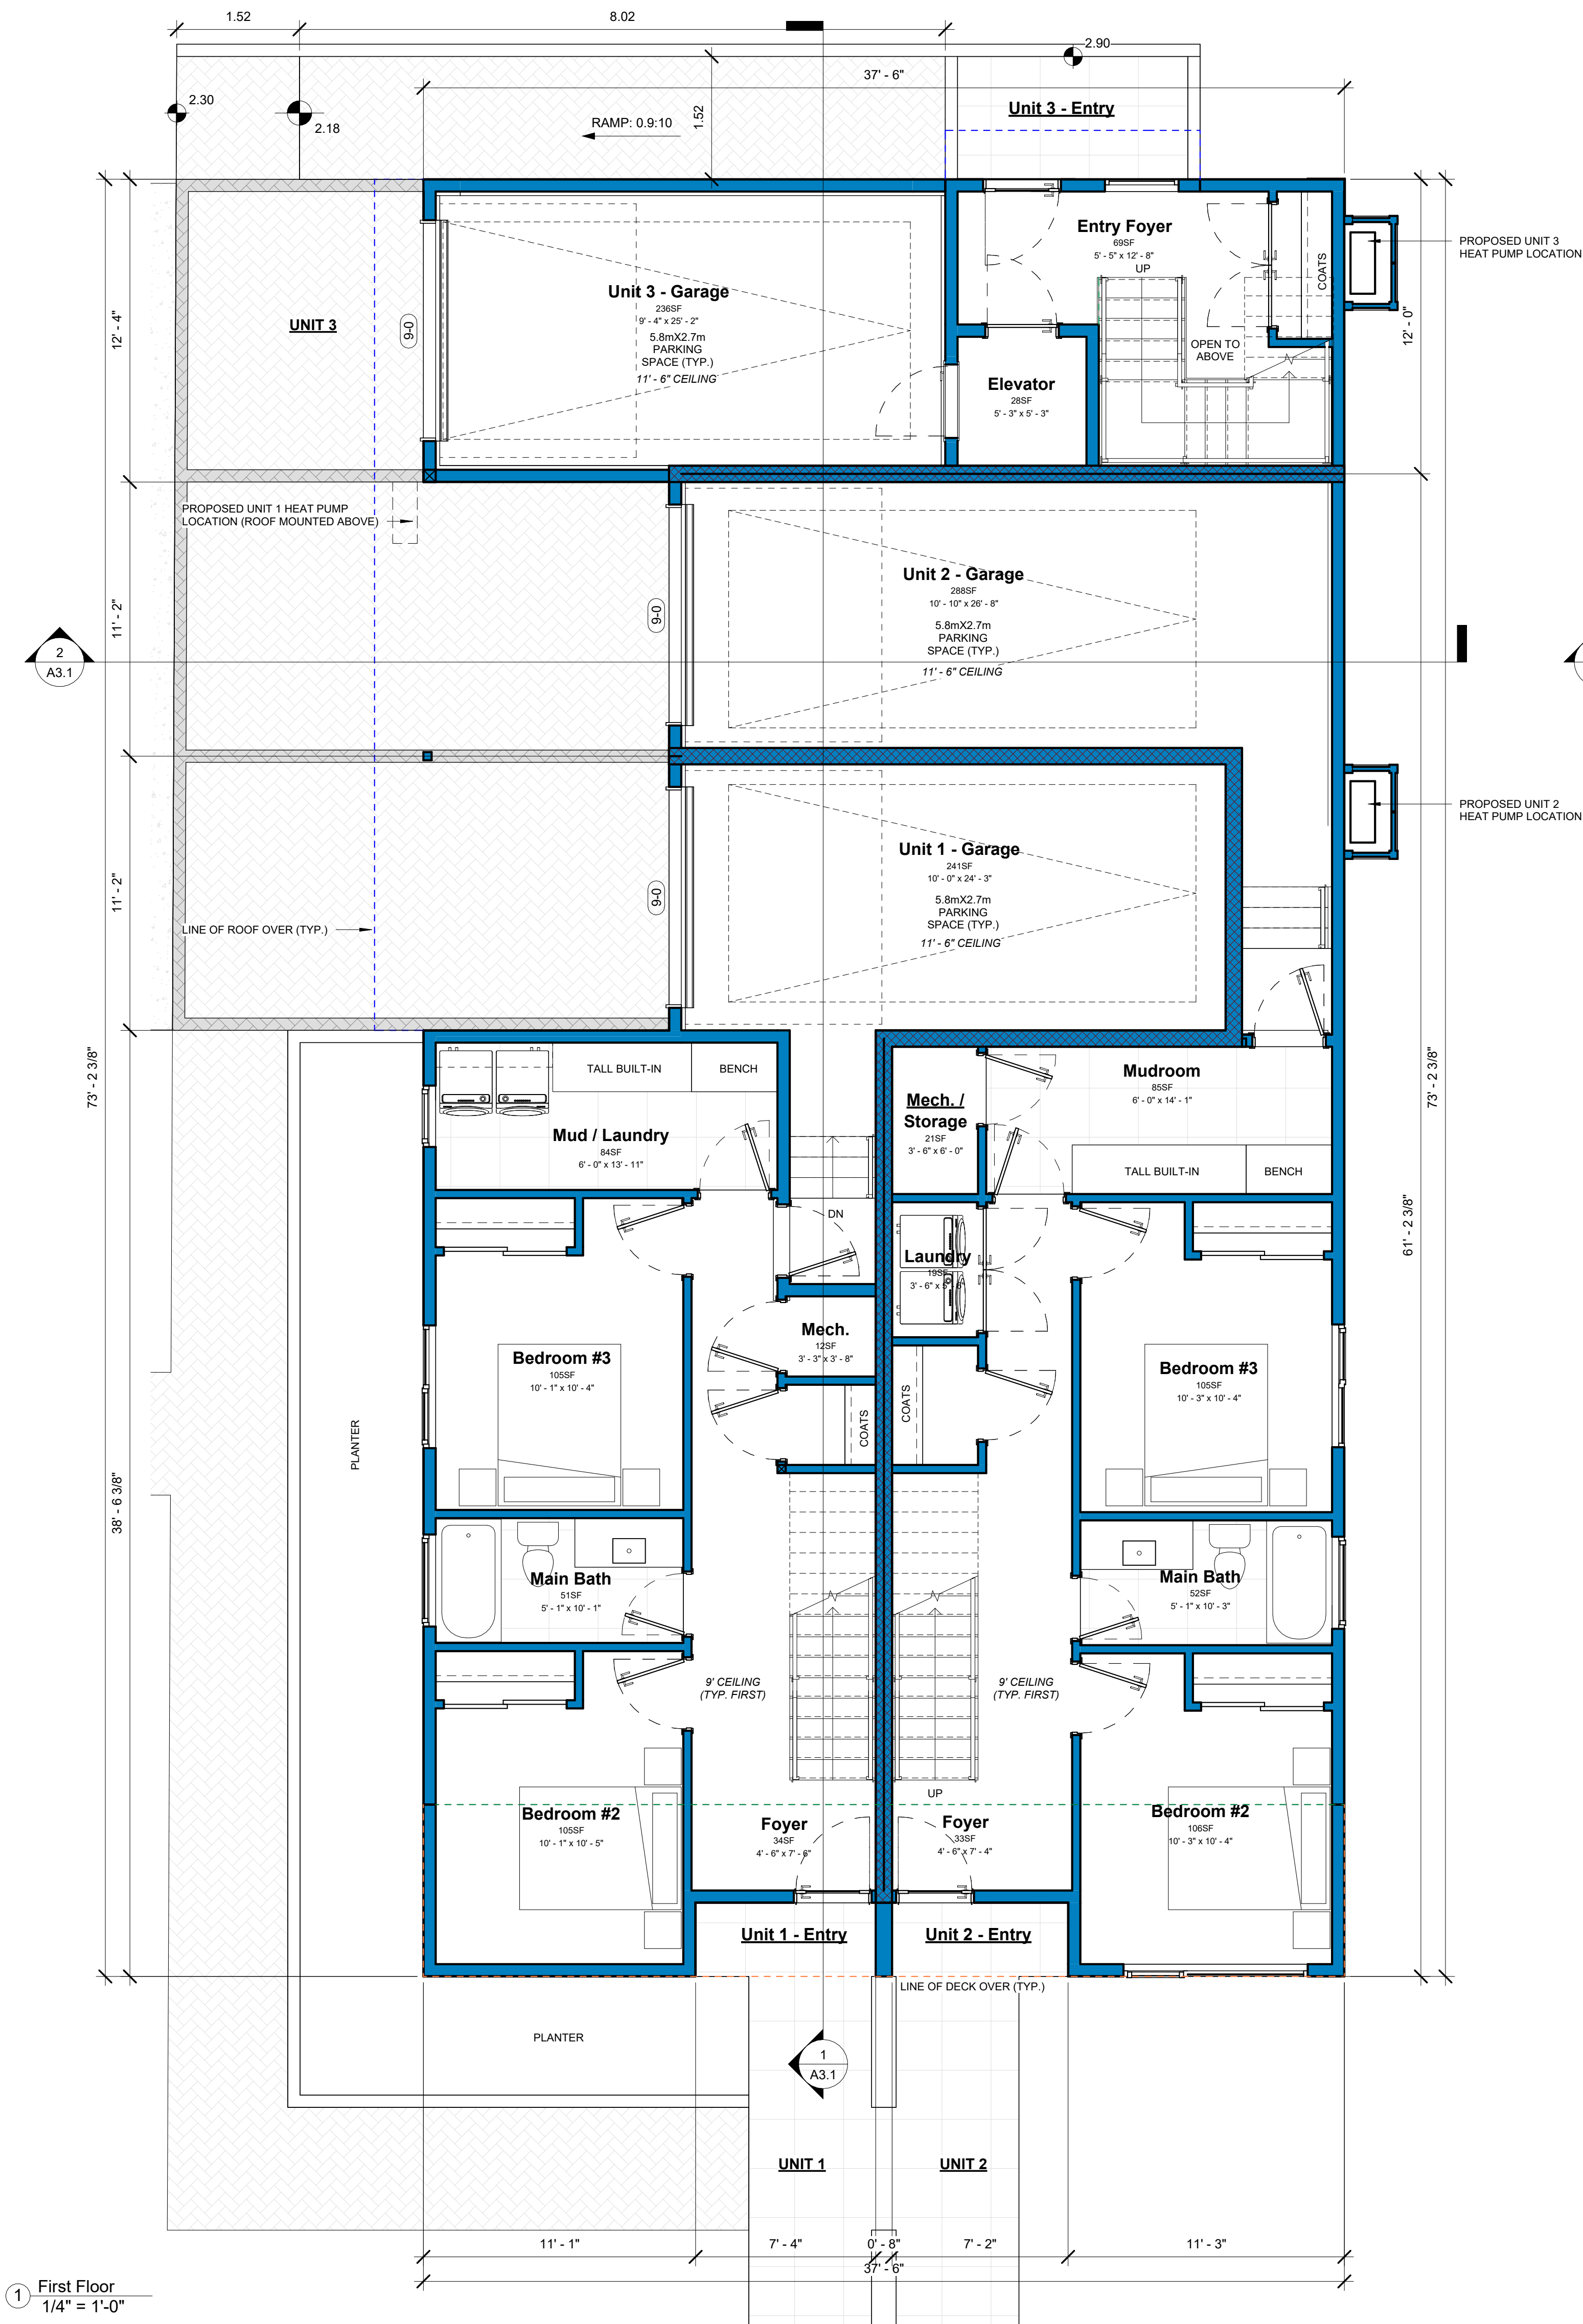 1.52
8.02
2.90
37' - 6"
2.30
2.18
RAMP: 0.9:10
1.52
Unit 3 - Entry
Entry Foyer
69SF
5' - 5" x 12' - 8"
UP
COATS
PROPOSED UNIT 3
HEAT PUMP LOCATION
12' - 4"
12' - 0"
UNIT 3
9-0
Unit 3 - Garage
236SF
9' - 4" x 25' - 2"
5.8mX2.7m
PARKING
SPACE (TYP.)
11' - 6" CEILING
OPEN TO
ABOVE
Elevator
28SF
5' - 3" x 5' - 3"
PROPOSED UNIT 1 HEAT PUMP
LOCATION (ROOF MOUNTED ABOVE)
11' - 2"
9-0
Unit 2 - Garage
288SF
10' - 10" x 26' - 8"
5.8mX2.7m
PARKING
SPACE (TYP.)
11' - 6" CEILING
2
A3.1
PROPOSED UNIT 2
HEAT PUMP LOCATION
11' - 2"
9-0
Unit 1 - Garage
241SF
10' - 0" x 24' - 3"
5.8mX2.7m
PARKING
SPACE (TYP.)
11' - 6" CEILING
LINE OF ROOF OVER (TYP.)
73' - 2 3/8"
73' - 2 3/8"
TALL BUILT-IN
BENCH
Mud / Laundry
84SF
6' - 0" x 13' - 11"
Mech. /
Storage
21SF
3' - 6" x 6' - 0"
Mudroom
85SF
6' - 0" x 14' - 1"
TALL BUILT-IN
BENCH
61' - 2 3/8"
DN
Laundry
19SF
3' - 6" x 5' - 6"
Mech.
12SF
3' - 3" x 3' - 8"
Bedroom #3
105SF
10' - 1" x 10' - 4"
Bedroom #3
105SF
10' - 3" x 10' - 4"
COATS
COATS
PLANTER
38' - 6 3/8"
Main Bath
51SF
5' - 1" x 10' - 1"
Main Bath
52SF
5' - 1" x 10' - 3"
9' CEILING
(TYP. FIRST)
9' CEILING
(TYP. FIRST)
UP
Bedroom #2
105SF
10' - 1" x 10' - 5"
Foyer
34SF
4' - 6" x 7' - 6"
Foyer
33SF
4' - 6" x 7' - 4"
Bedroom #2
106SF
10' - 3" x 10' - 4"
Unit 1 - Entry
Unit 2 - Entry
LINE OF DECK OVER (TYP.)
PLANTER
1
A3.1
UNIT 1
UNIT 2
11' - 1"
7' - 4"
0' - 8"
7' - 2"
11' - 3"
37' - 6"
1
First Floor
1/4" = 1'-0"